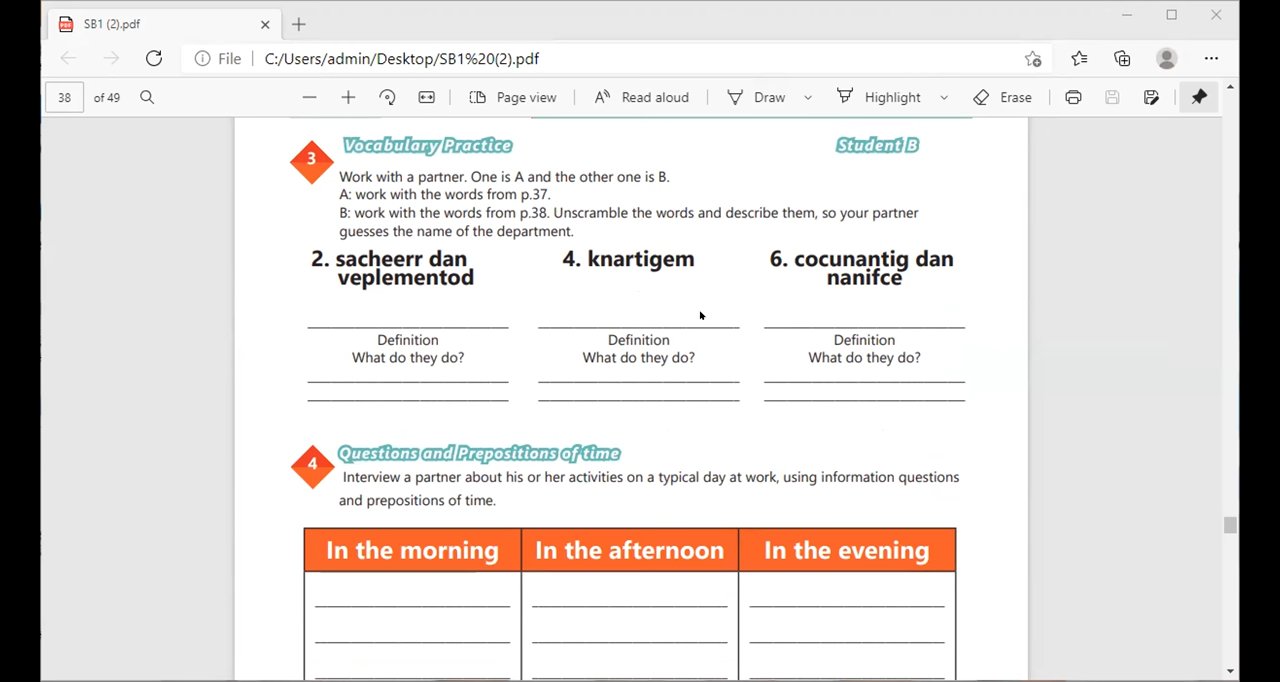 SB1 (2).pdf
File C:/Users/admin/Desktop/SB1%20(2).pdf
38 of 49 Page view Read aloud Draw Highlight Erase
3 Vocabulary Practice Student B
Work with a partner. One is A and the other one is B.
A: work with the words from p.37.
B: work with the words from p.38. Unscramble the words and describe them, so your partner
guesses the name of the department.
2. sacheerr dan
veplementod
4. knartigem
6. cocunantig dan
nanifce
Definition
What do they do?
Definition
What do they do?
Definition
What do they do?
4 Questions and Prepositions of time
Interview a partner about his or her activities on a typical day at work, using information questions
and prepositions of time.
In the morning In the afternoon In the evening